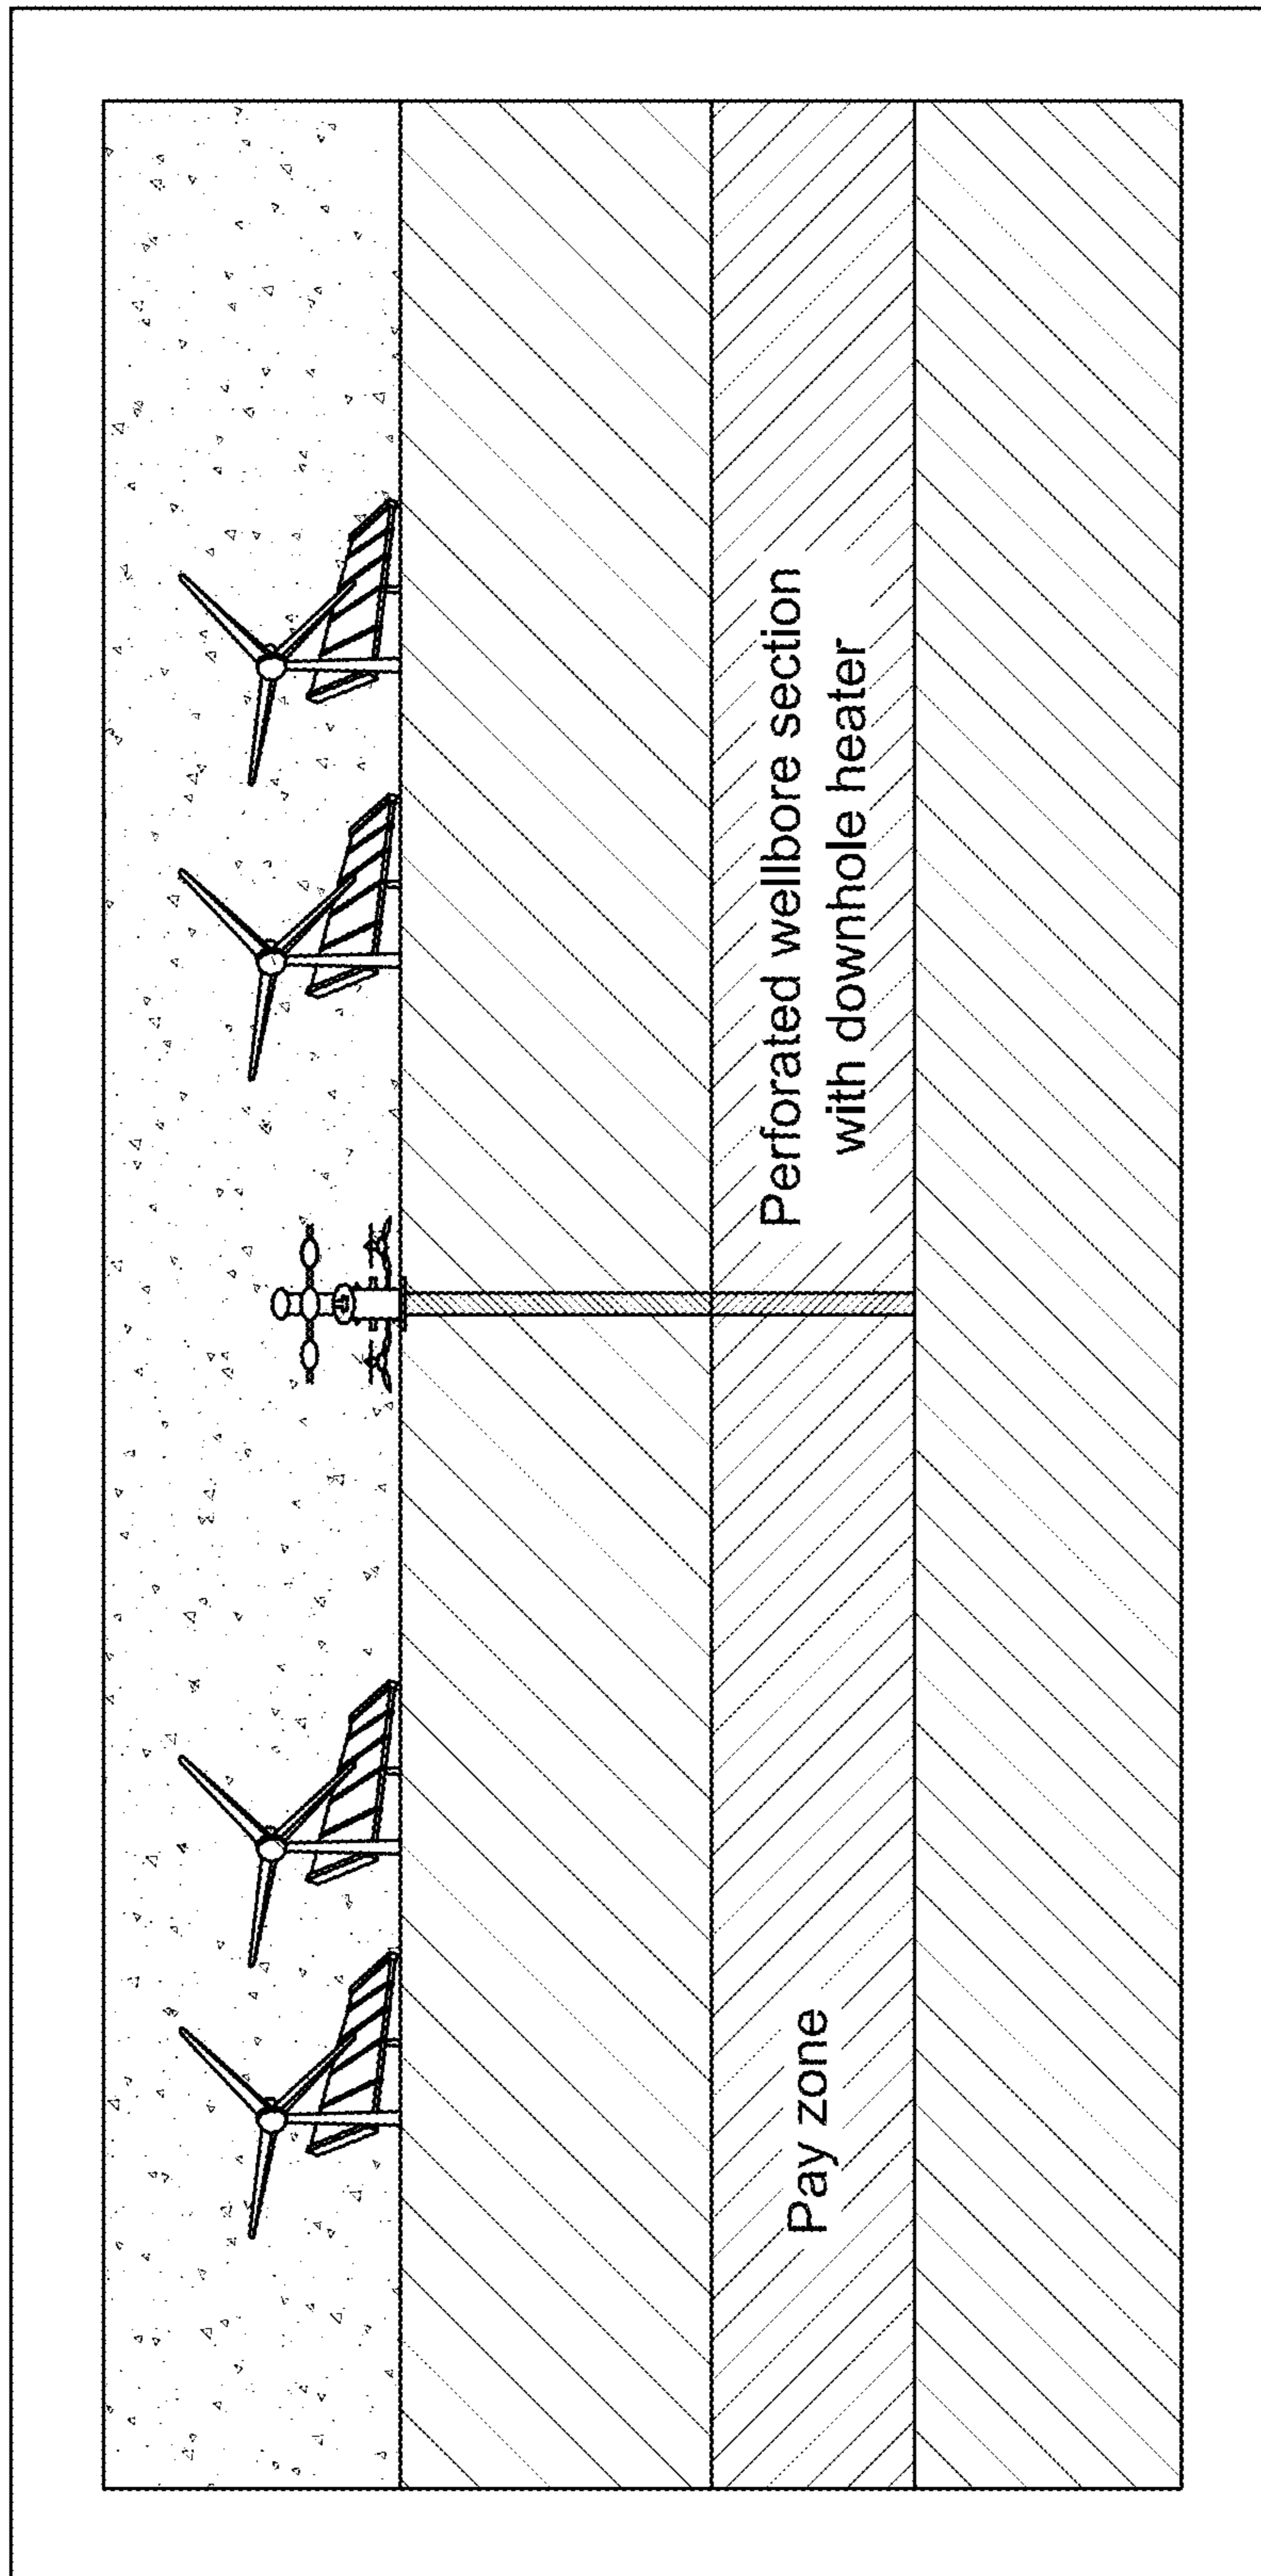 Pay zone
Perforated wellbore section
with downhole heater